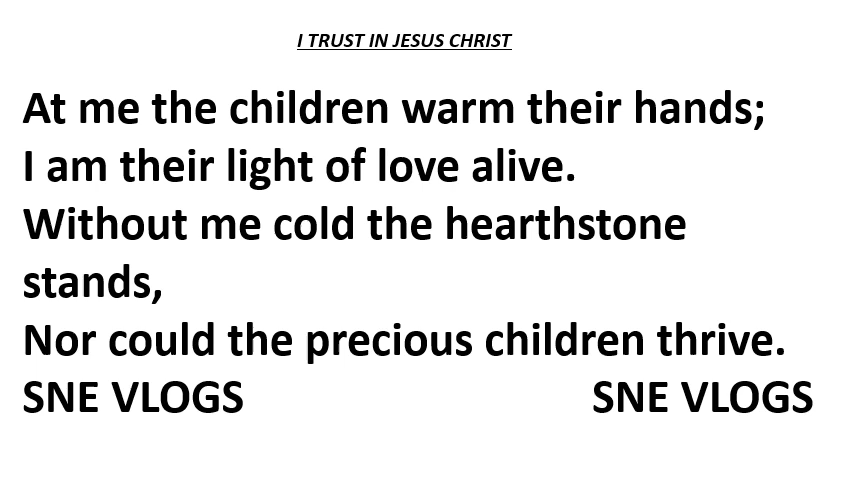 I TRUST IN JESUS CHRIST
At me the children warm their hands;
I am their light of love alive.
Without me cold the hearthstone
stands,
Nor could the precious children thrive.
SNE VLOGS SNE VLOGS